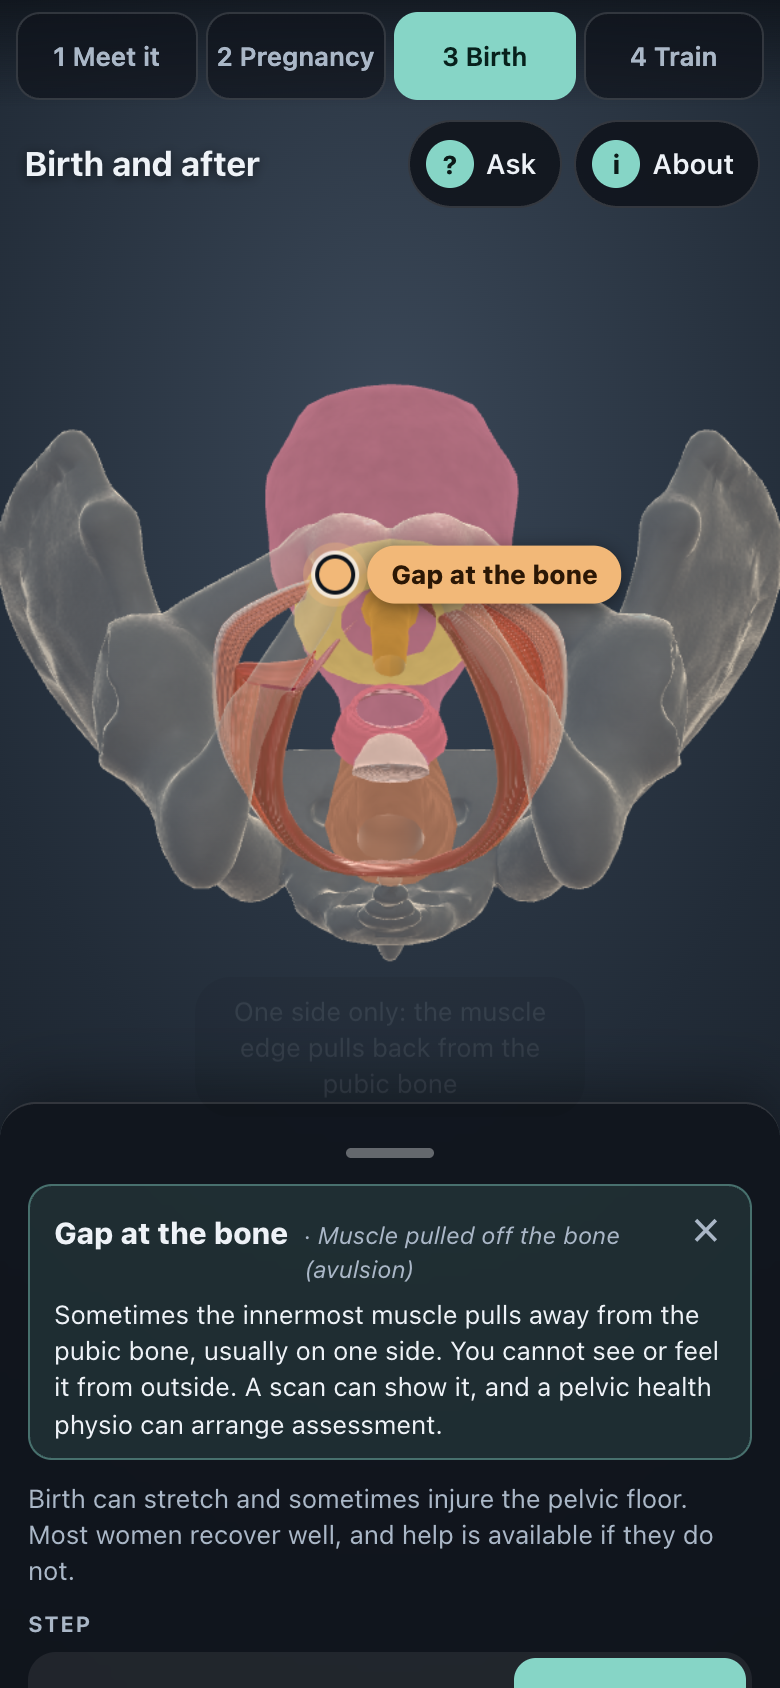 1 Meet it
2 Pregnancy
3 Birth
4 Train
Birth and after
? Ask
i About
Gap at the bone
One side only: the muscle
edge pulls back from the
pubic bone
Gap at the bone · Muscle pulled off the bone
(avulsion)
Sometimes the innermost muscle pulls away from the
pubic bone, usually on one side. You cannot see or feel
it from outside. A scan can show it, and a pelvic health
physio can arrange assessment.
Birth can stretch and sometimes injure the pelvic floor.
Most women recover well, and help is available if they do
not.
STEP